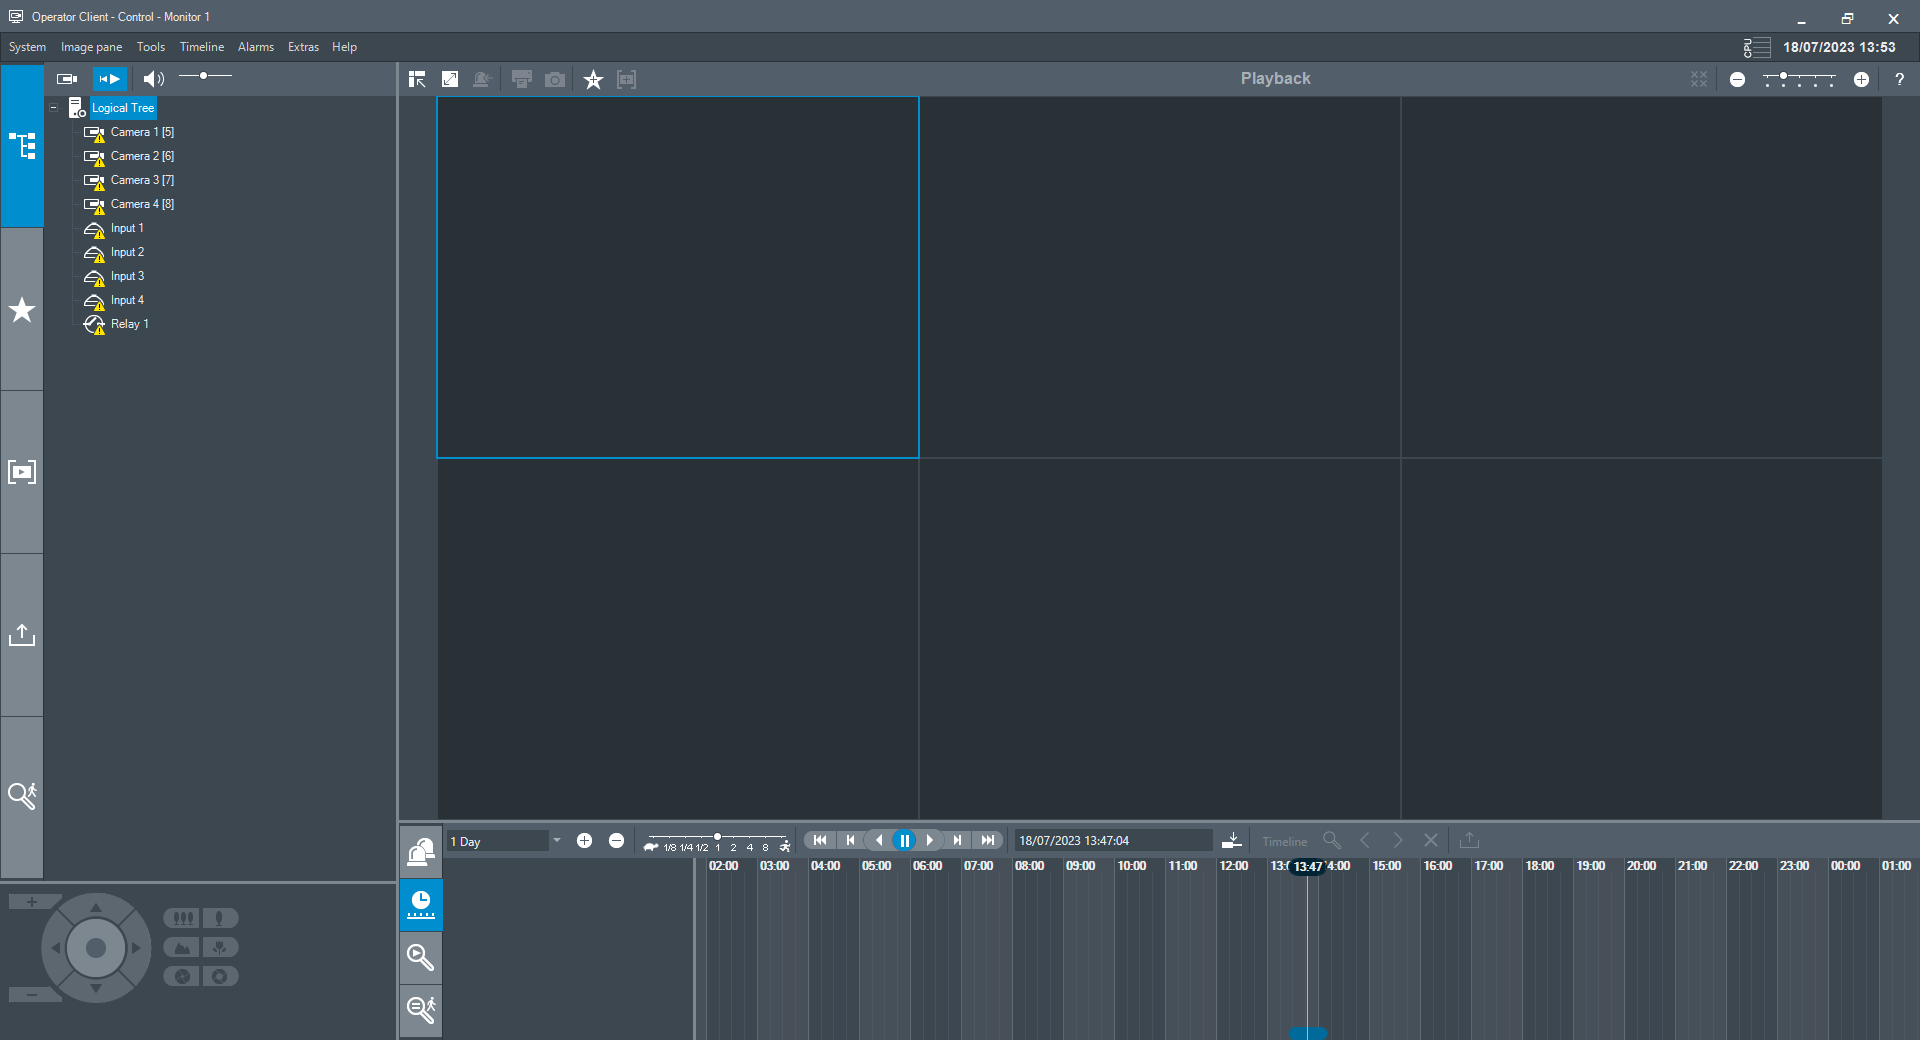 Operator Client - Control - Monitor 1
System Image pane Tools Timeline Alarms Extras Help
CPU 18/07/2023 13:53
Playback
?
Logical Tree
Camera 1 [5]
Camera 2 [6]
Camera 3 [7]
Camera 4 [8]
Input 1
Input 2
Input 3
Input 4
Relay 1
1 Day
1/8 1/4 1/2 1 2 4 8
18/07/2023 13:47:04
Timeline
02:00 03:00 04:00 05:00 06:00 07:00 08:00 09:00 10:00 11:00 12:00 13: 13:47 4:00 15:00 16:00 17:00 18:00 19:00 20:00 21:00 22:00 23:00 00:00 01:00